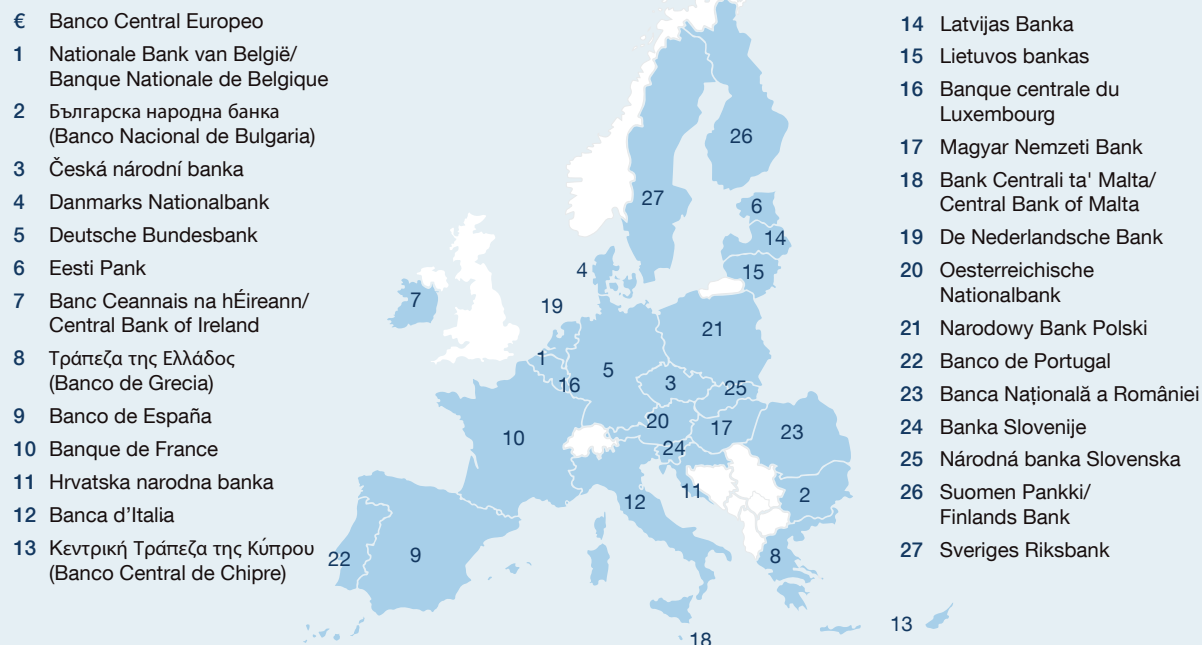 € Banco Central Europeo
1 Nationale Bank van België/
Banque Nationale de Belgique
2 Българска народна банка
(Banco Nacional de Bulgaria)
3 Česká národní banka
4 Danmarks Nationalbank
5 Deutsche Bundesbank
6 Eesti Pank
7 Banc Ceannais na hÉireann/
Central Bank of Ireland
8 Τράπεζα της Ελλάδος
(Banco de Grecia)
9 Banco de España
10 Banque de France
11 Hrvatska narodna banka
12 Banca d’Italia
13 Κεντρική Τράπεζα της Κύπρου
(Banco Central de Chipre)
26
27
6
14
4
15
7
19
21
1
5
16
3
25
20
10
17
23
24
11
2
12
22
9
8
13
18
14 Latvijas Banka
15 Lietuvos bankas
16 Banque centrale du
Luxembourg
17 Magyar Nemzeti Bank
18 Bank Centrali ta' Malta/
Central Bank of Malta
19 De Nederlandsche Bank
20 Oesterreichische
Nationalbank
21 Narodowy Bank Polski
22 Banco de Portugal
23 Banca Națională a României
24 Banka Slovenije
25 Národná banka Slovenska
26 Suomen Pankki/
Finlands Bank
27 Sveriges Riksbank